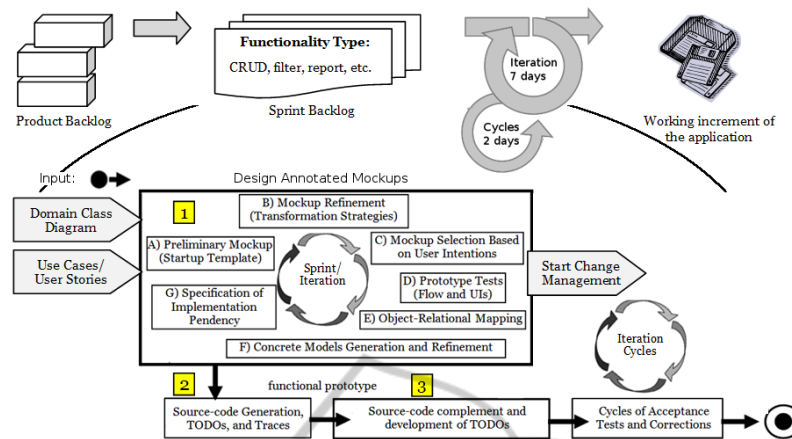 Functionality Type:
CRUD, filter, report, etc.
Iteration
7 days
Product Backlog
Sprint Backlog
Cycles
2 days
Working increment of
the application
Input:
Design Annotated Mockups
Domain Class
Diagram
Use Cases/
User Stories
1
B) Mockup Refinement
(Transformation Strategies)
A) Preliminary Mockup
(Startup Template)
C) Mockup Selection Based
on User Intentions
Sprint/
Iteration
D) Prototype Tests
(Flow and UIs)
G) Specification of
Implementation
Pendency
E) Object-Relational Mapping
F) Concrete Models Generation and Refinement
Start Change
Management
Iteration
Cycles
2
functional prototype
3
Source-code Generation,
TODOs, and Traces
Source-code complement and
development of TODOs
Cycles of Acceptance
Tests and Corrections